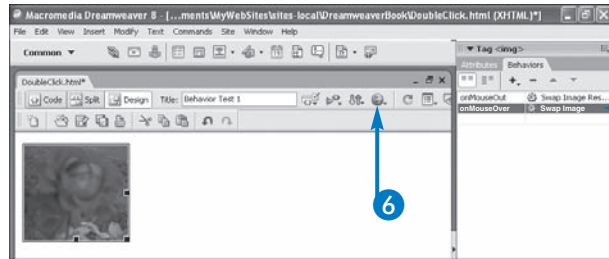 Macromedia Dreamweaver 8 - [...ments\MyWebSites\sites-local\DreamweaverBook\DoubleClick.html (XHTML)*]
File Edit View Insert Modify Text Commands Site Window Help
Common
Tag <img>
Attributes Behaviors
DoubleClick.html*
Code Split Design Title: Behavior Test 1
onMouseOut Swap Image Res...
onMouseOver Swap Image
6